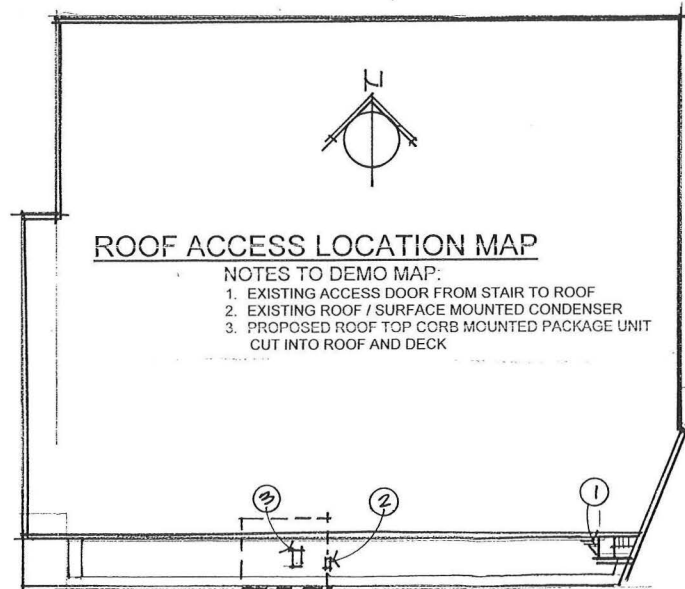 N
ROOF ACCESS LOCATION MAP
NOTES TO DEMO MAP:
1. EXISTING ACCESS DOOR FROM STAIR TO ROOF
2. EXISTING ROOF / SURFACE MOUNTED CONDENSER
3. PROPOSED ROOF TOP CORB MOUNTED PACKAGE UNIT
CUT INTO ROOF AND DECK
3
2
1